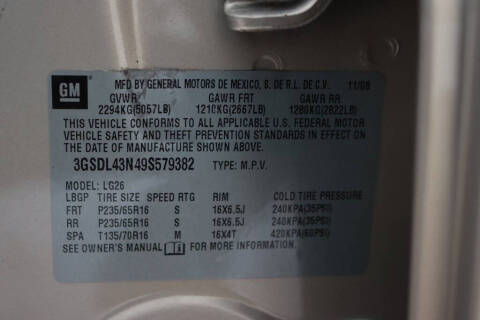 GM
MFD BY GENERAL MOTORS DE MEXICO, S. DE R.L. DE C.V. 11/08
GVWR GAWR FRT GAWR RR
2294KG(5057LB) 1210KG(2667LB) 1280KG(2822LB)
THIS VEHICLE CONFORMS TO ALL APPLICABLE U.S. FEDERAL MOTOR
VEHICLE SAFETY AND THEFT PREVENTION STANDARDS IN EFFECT ON
THE DATE OF MANUFACTURE SHOWN ABOVE.
3GSDL43N49S579382 TYPE: M.P.V.
MODEL: LG26
LBGP TIRE SIZE SPEED RTG RIM COLD TIRE PRESSURE
FRT P235/65R16 S 16X6.5J 240KPA(35PSI)
RR P235/65R16 S 16X6.5J 240KPA(35PSI)
SPA T135/70R16 M 16X4T 420KPA(60PSI)
SEE OWNER'S MANUAL FOR MORE INFORMATION.